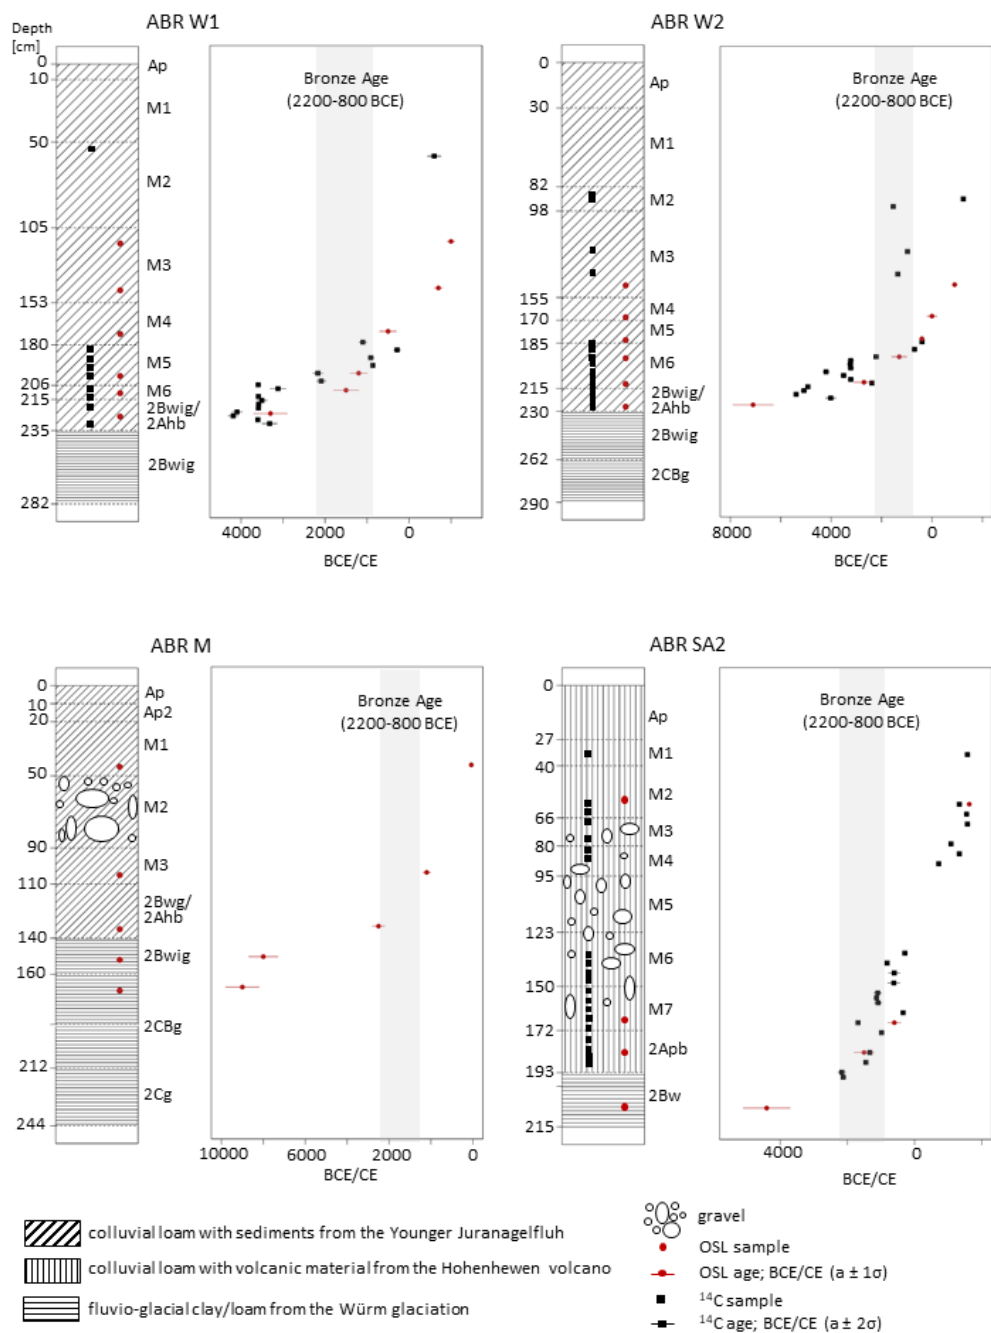 ABR W1
Depth
[cm]
0
10
50
105
153
180
206
215
235
282
Ap
M1
M2
M3
M4
M5
M6
2Bwig/
2Ahb
2Bwig
Bronze Age
(2200-800 BCE)
4000
2000
0
BCE/CE
ABR W2
0
30
82
98
155
170
185
215
230
262
290
Ap
M1
M2
M3
M4
M5
M6
2Bwig/
2Ahb
2Bwig
2CBg
Bronze Age
(2200-800 BCE)
8000
4000
0
BCE/CE
ABR M
0
10
20
50
90
110
140
160
212
244
Ap
Ap2
M1
M2
M3
2Bwg/
2Ahb
2Bwig
2CBg
2Cg
Bronze Age
(2200-800 BCE)
10000
6000
2000
0
BCE/CE
ABR SA2
0
27
40
66
80
95
123
150
172
193
215
Ap
M1
M2
M3
M4
M5
M6
M7
2Apb
2Bw
Bronze Age
(2200-800 BCE)
4000
0
BCE/CE
colluvial loam with sediments from the Younger Juranagelfluh
colluvial loam with volcanic material from the Hohenhewen volcano
fluvio-glacial clay/loam from the Würm glaciation
gravel
OSL sample
OSL age; BCE/CE (a ± 1σ)
14C sample
14C age; BCE/CE (a ± 2σ)